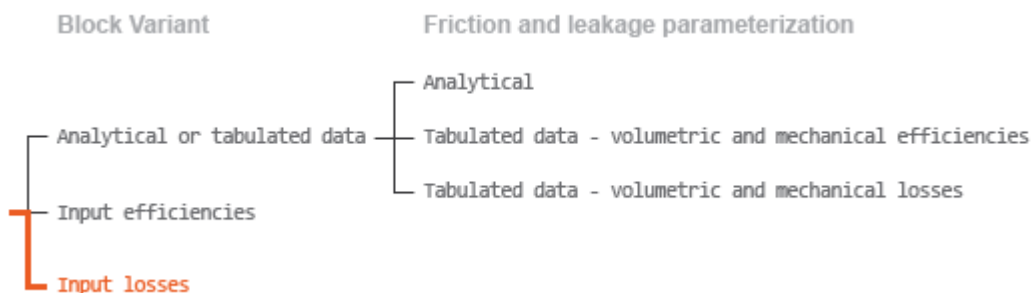 Block Variant
Friction and leakage parameterization
Analytical
Analytical or tabulated data
Tabulated data - volumetric and mechanical efficiencies
Tabulated data - volumetric and mechanical losses
Input efficiencies
Input losses